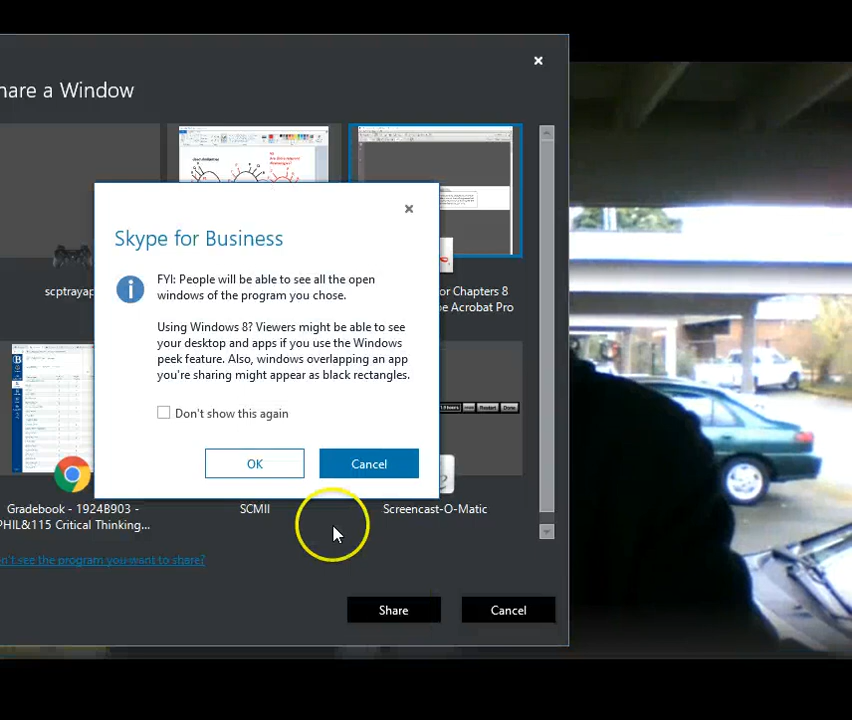 hare a Window
Skype for Business
FYI: People will be able to see all the open
windows of the program you chose.
Using Windows 8? Viewers might be able to see
your desktop and apps if you use the Windows
peek feature. Also, windows overlapping an app
you're sharing might appear as black rectangles.
Don't show this again
OK
Cancel
scptrayap
or Chapters 8
be Acrobat Pro
Gradebook - 1924B903 -
PHIL&115 Critical Thinking...
SCMII
Screencast-O-Matic
n't see the program you want to share?
Share
Cancel